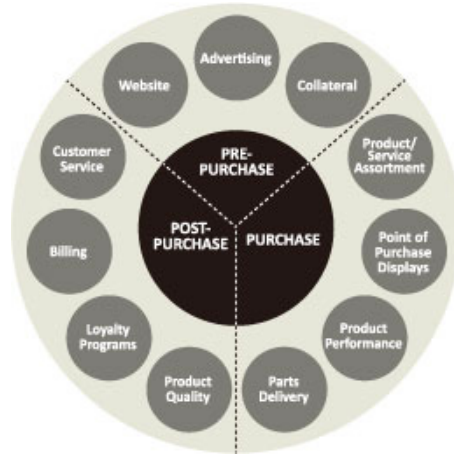 Advertising
Website
Collateral
Customer
Service
Product/
Service
Assortment
PRE-
PURCHASE
POST-
PURCHASE
PURCHASE
Billing
Point of
Purchase
Displays
Loyalty
Programs
Product
Performance
Product
Quality
Parts
Delivery